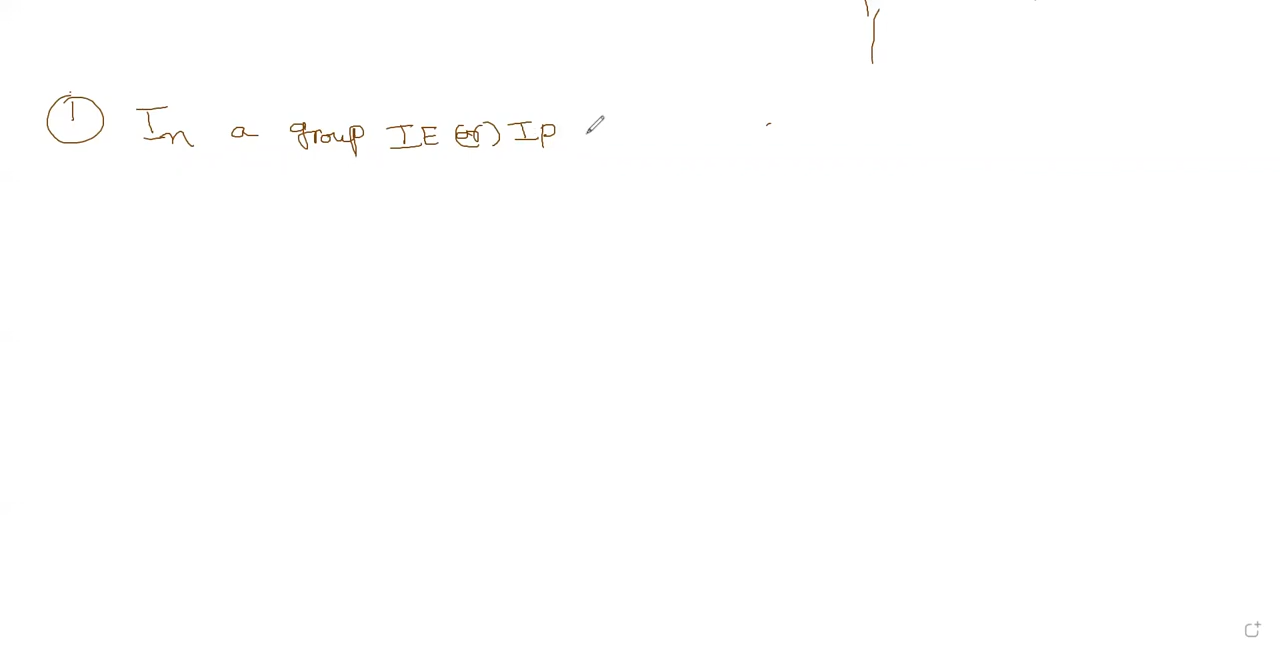 ① In a group IE (or) IP